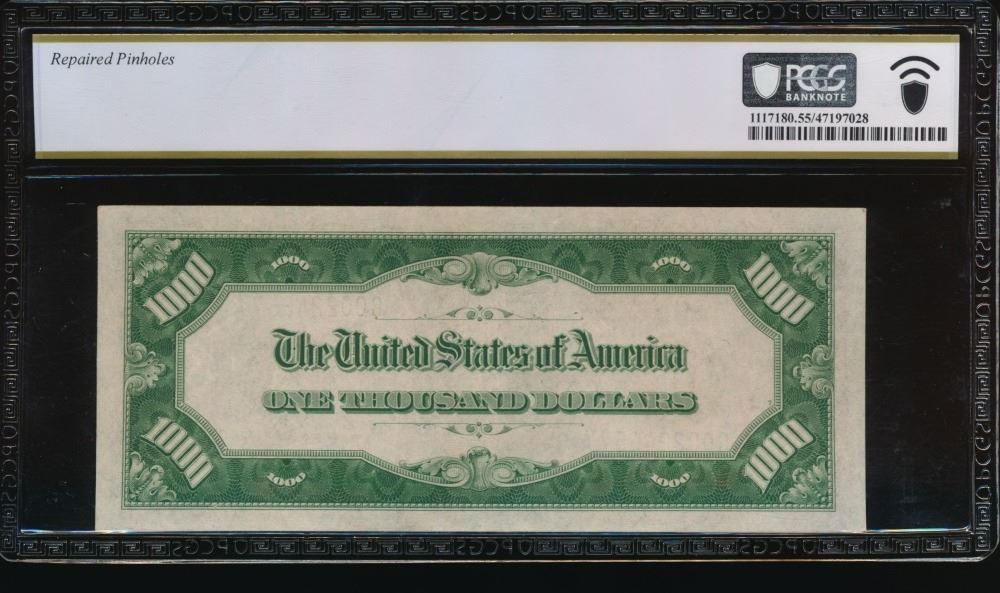 Repaired Pinholes
PCGS
BANKNOTE
1117180.55/47197028
1000 1000 1000 1000
The United States of America
ONE THOUSAND DOLLARS
1000 1000 1000 1000